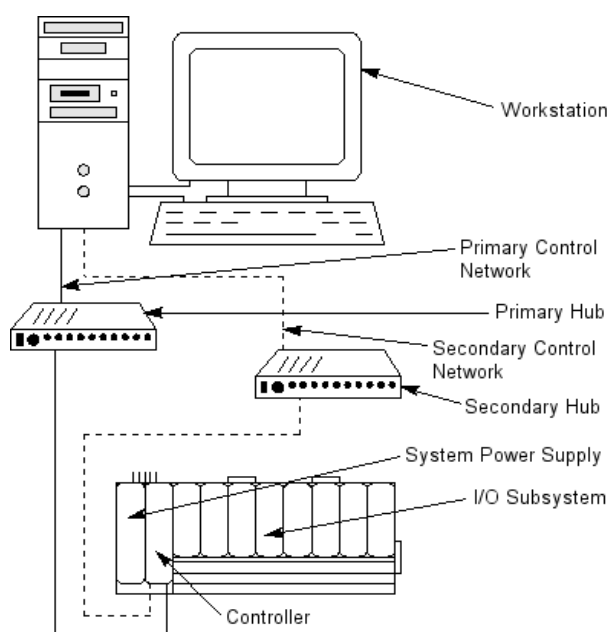 Workstation
Primary Control
Network
Primary Hub
Secondary Control
Network
Secondary Hub
System Power Supply
I/O Subsystem
Controller